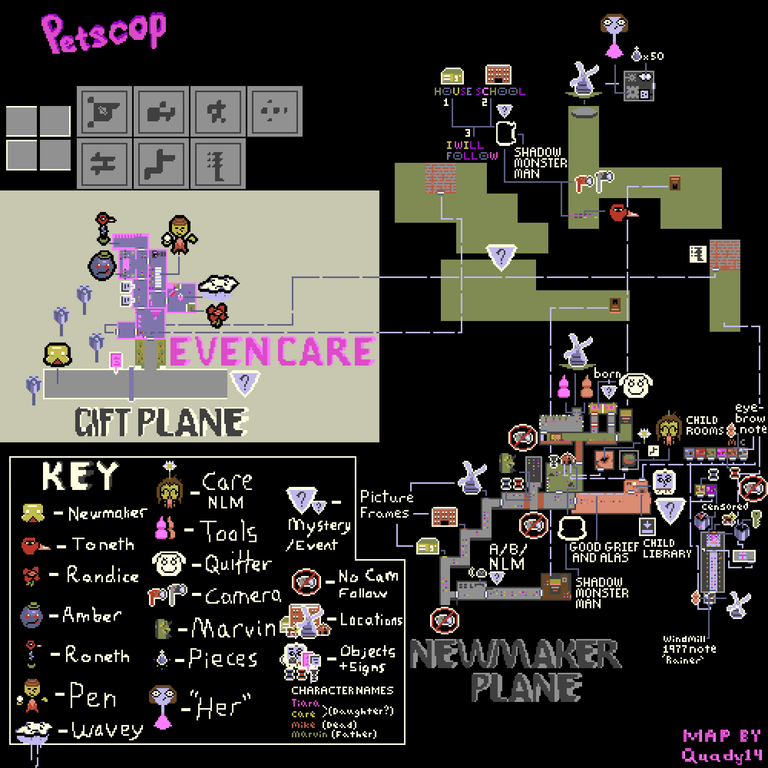 Petscop
x50
HOUSE SCHOOL
1 2
?
3
I WILL
FOLLOW
SHADOW
MONSTER
MAN
?
EVEN CARE
?
GIFT PLANE
born
?
CHILD
ROOMS
eye-
brow
note
censored
Picture
Frames
A/B/
NLM
?
GOOD GRIEF
AND ALAS
?
CHILD
LIBRARY
SHADOW
MONSTER
MAN
NEWMAKER
PLANE
Windmill
1977 note
"Rainer"
KEY
- Newmaker
- Toneth
- Randice
- Amber
- Roneth
- Pen
- Wavey
- Care
NLM
- Tools
- Quitter
- Camera
- Marvin
- Pieces
- "Her"
? ? -
Mystery
/Event
- No Cam
Follow
- Locations
- Objects
+ Signs
CHARACTER NAMES
Tiara
care >(Daughter?)
Mike (Dead)
Marvin (Father)
MAP BY
Quady14